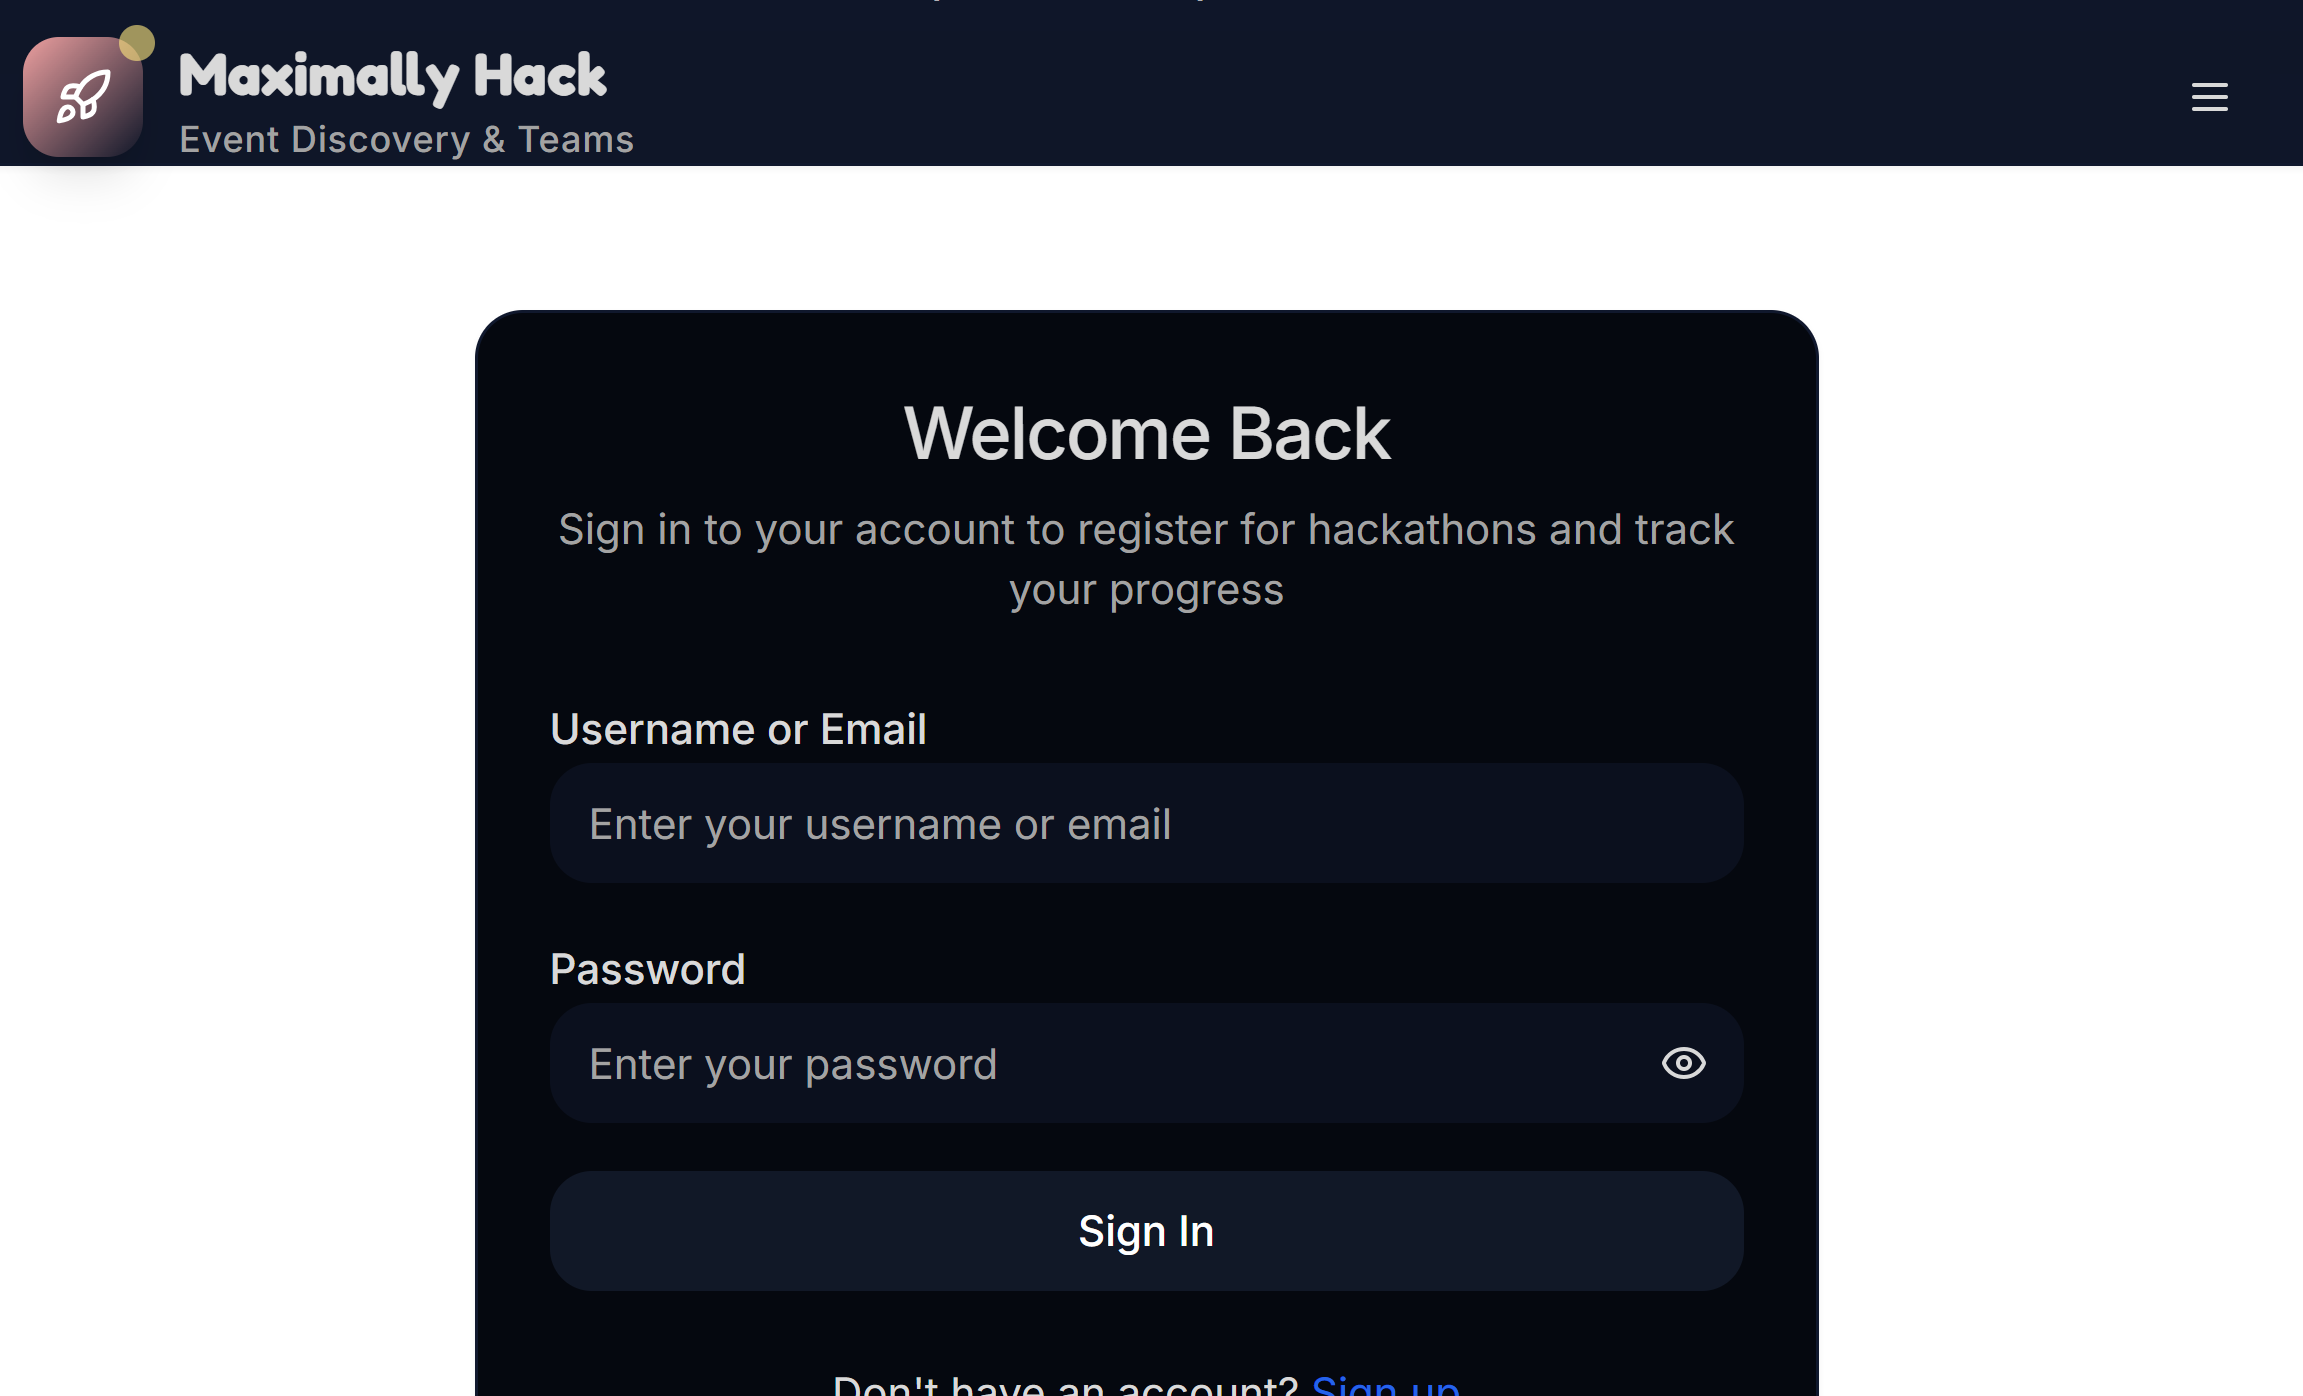 Maximally Hack
Event Discovery & Teams
Welcome Back
Sign in to your account to register for hackathons and track
your progress
Username or Email
Enter your username or email
Password
Enter your password
Sign In
Don't have an account? Sign up